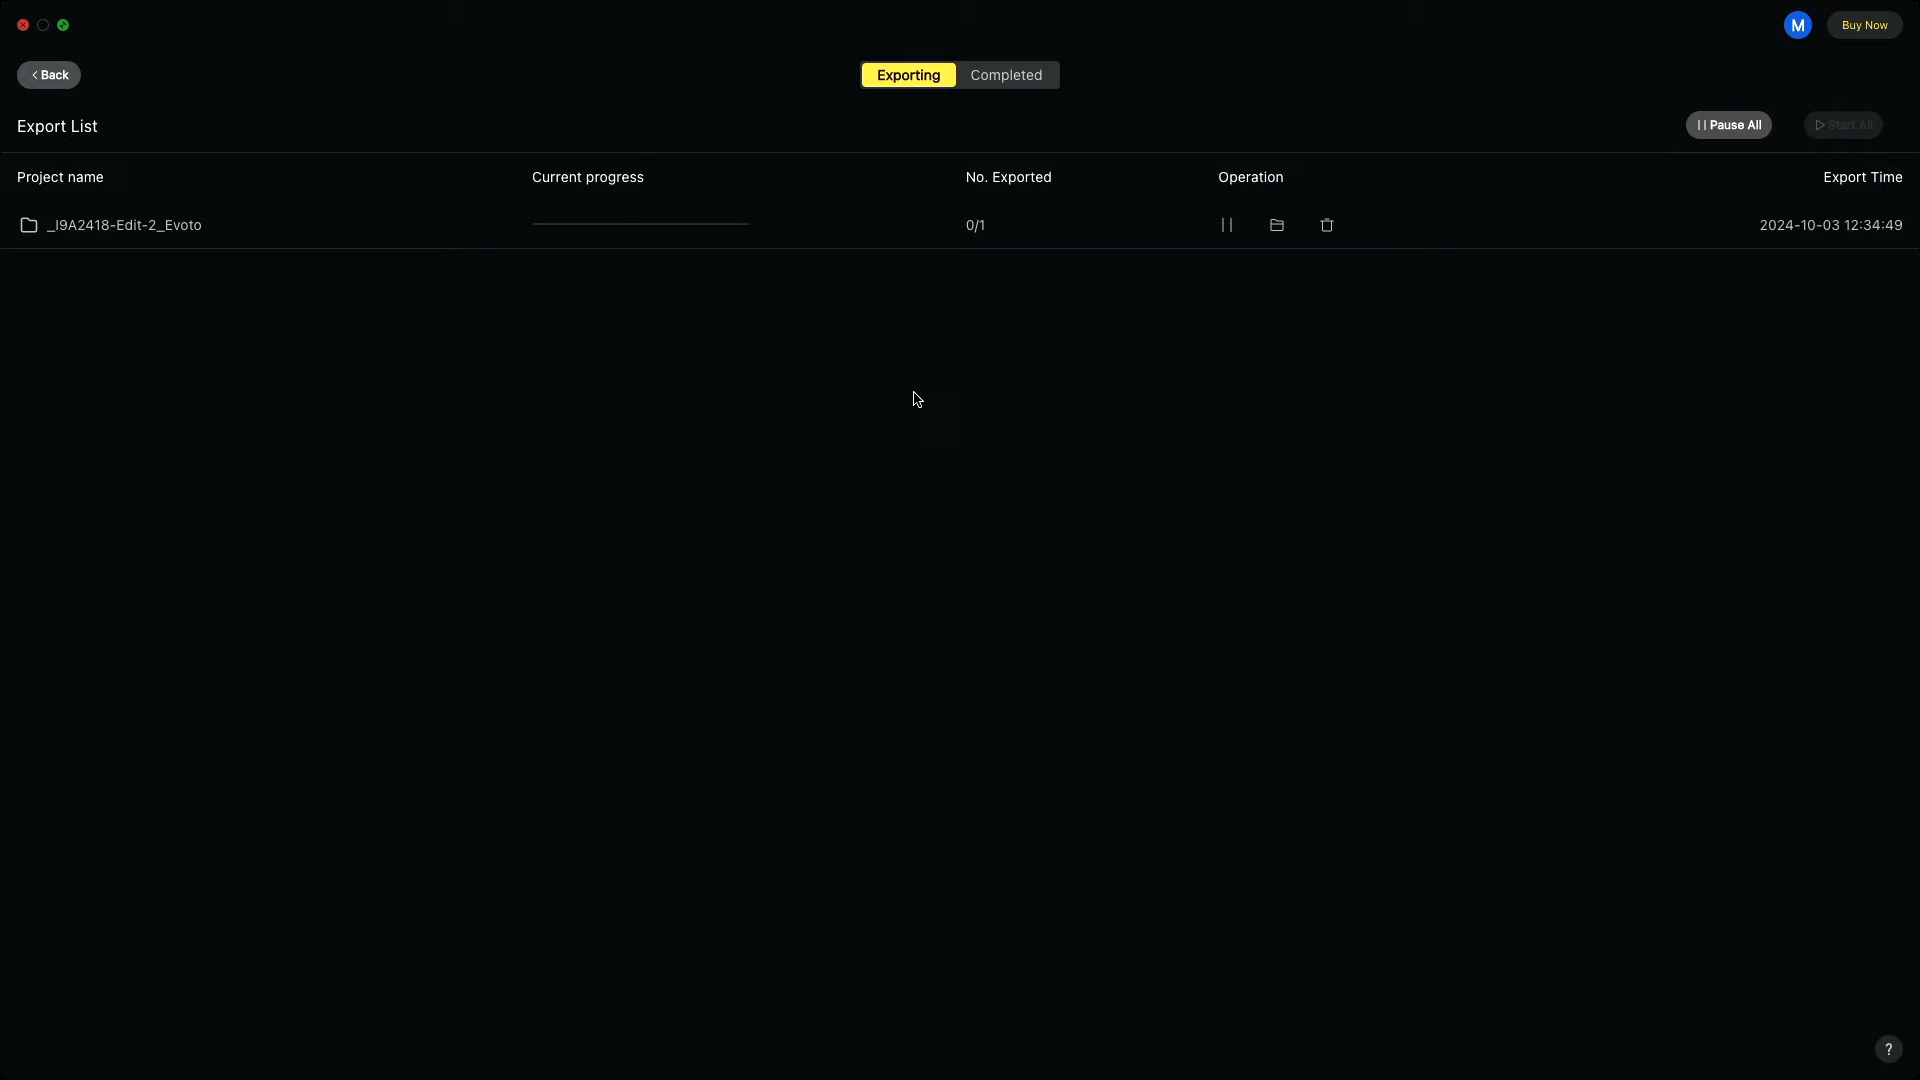 M
Buy Now
Back
Exporting
Completed
Export List
Pause All
Start All
Project name
Current progress
No. Exported
Operation
Export Time
_I9A2418-Edit-2_Evoto
0/1
2024-10-03 12:34:49
?